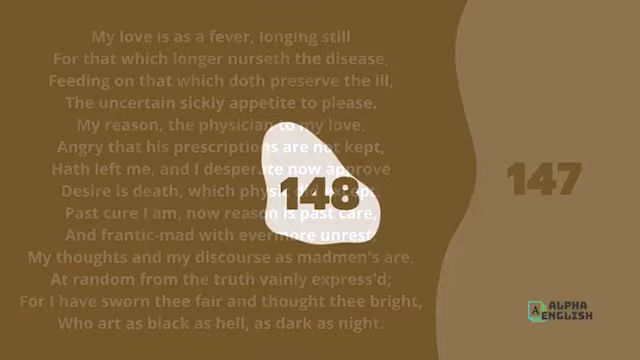 My love is as a fever, longing still
For that which longer nurseth the disease,
Feeding on that which doth preserve the ill,
The uncertain sickly appetite to please.
My reason, the physician to my love,
Angry that his prescriptions are not kept,
Hath left me, and I desperate now approve
Desire is death, which physic did except.
Past cure I am, now reason is past care,
And frantic-mad with evermore unrest
My thoughts and my discourse as madmen's are,
At random from the truth vainly express'd;
For I have sworn thee fair and thought thee bright,
Who art as black as hell, as dark as night.
148
147
ALPHA
ENGLISH